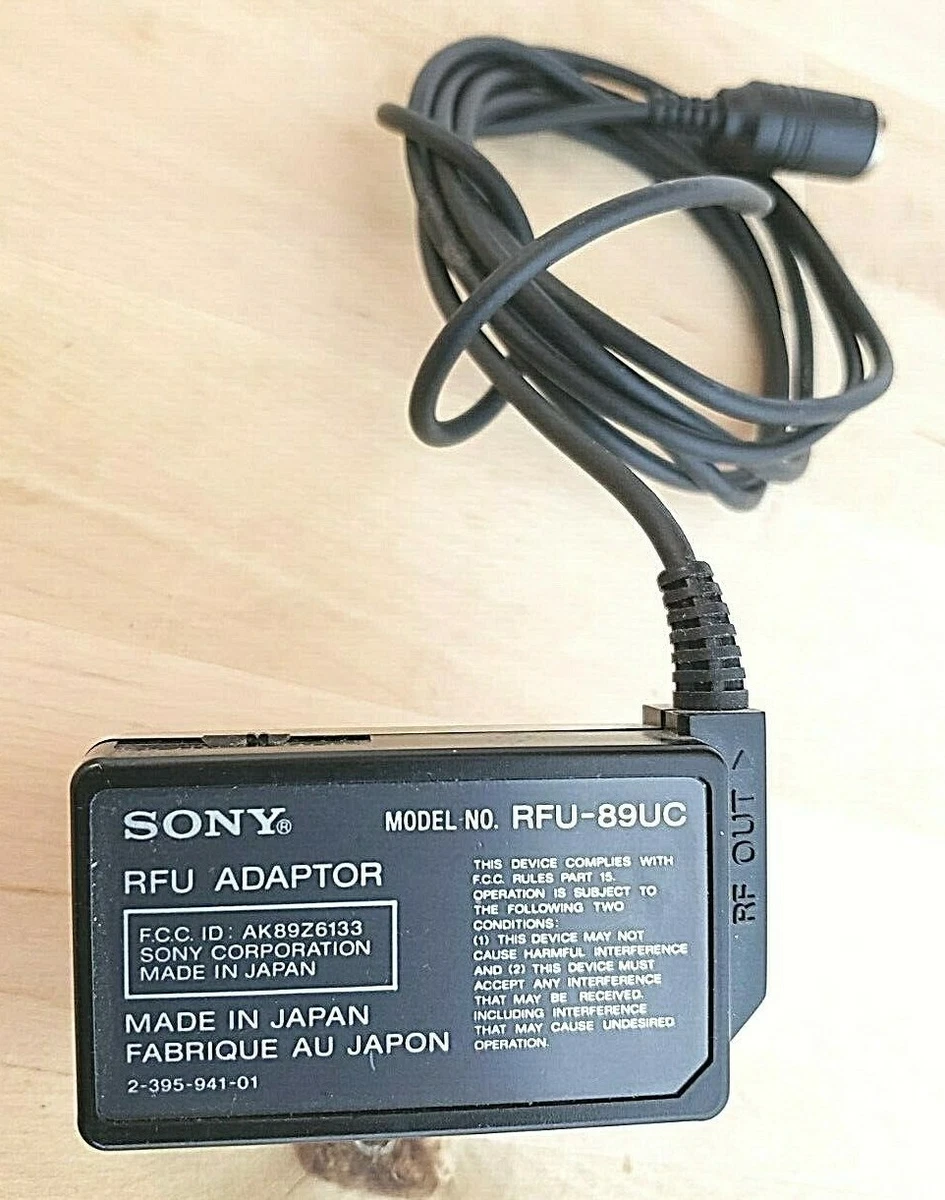 SONY®
MODEL NO. RFU-89UC
RFU ADAPTOR
F.C.C. ID : AK89Z6133
SONY CORPORATION
MADE IN JAPAN
MADE IN JAPAN
FABRIQUE AU JAPON
2-395-941-01
THIS DEVICE COMPLIES WITH
F.C.C. RULES PART 15.
OPERATION IS SUBJECT TO
THE FOLLOWING TWO
CONDITIONS:
(1) THIS DEVICE MAY NOT
CAUSE HARMFUL INTERFERENCE
AND (2) THIS DEVICE MUST
ACCEPT ANY INTERFERENCE
THAT MAY BE RECEIVED,
INCLUDING INTERFERENCE
THAT MAY CAUSE UNDESIRED
OPERATION.
RF OUT >